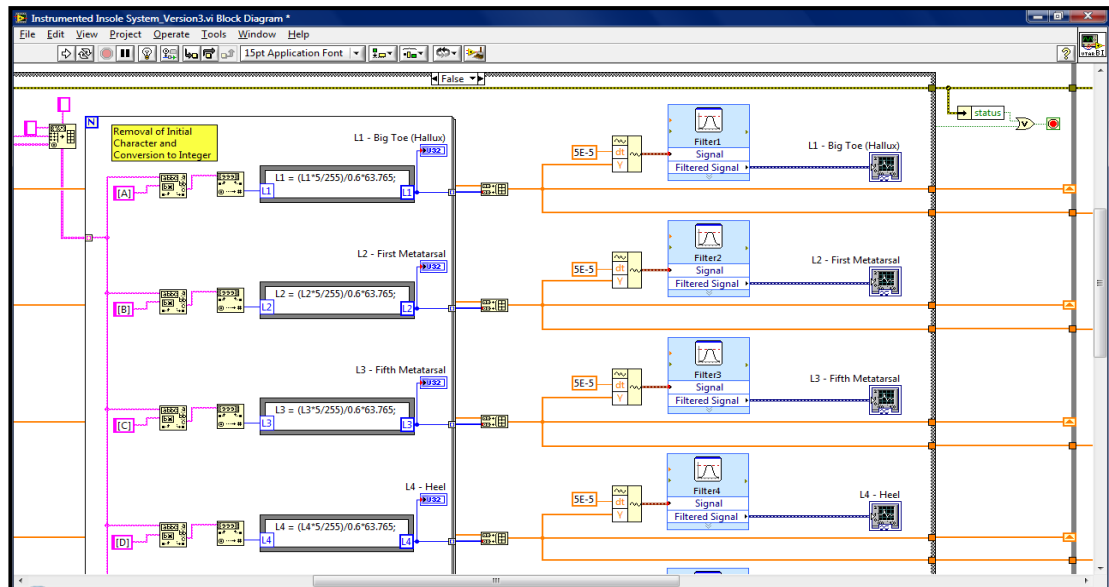 Instrumented Insole System_Version3.vi Block Diagram *
File Edit View Project Operate Tools Window Help
15pt Application Font
False
N
Removal of Initial
Character and
Conversion to Integer
L1 - Big Toe (Hallux)
U32
L1 = (L1*5/255)/0.6*63.765;
L1
L1
[A]
5E-5
dt
Y
Filter1
Signal
Filtered Signal
L1 - Big Toe (Hallux)
status
L2 - First Metatarsal
U32
L2 = (L2*5/255)/0.6*63.765;
L2
L2
[B]
5E-5
dt
Y
Filter2
Signal
Filtered Signal
L2 - First Metatarsal
L3 - Fifth Metatarsal
U32
L3 = (L3*5/255)/0.6*63.765;
L3
L3
[C]
5E-5
dt
Y
Filter3
Signal
Filtered Signal
L3 - Fifth Metatarsal
L4 - Heel
U32
L4 = (L4*5/255)/0.6*63.765;
L4
L4
[D]
5E-5
dt
Y
Filter4
Signal
Filtered Signal
L4 - Heel